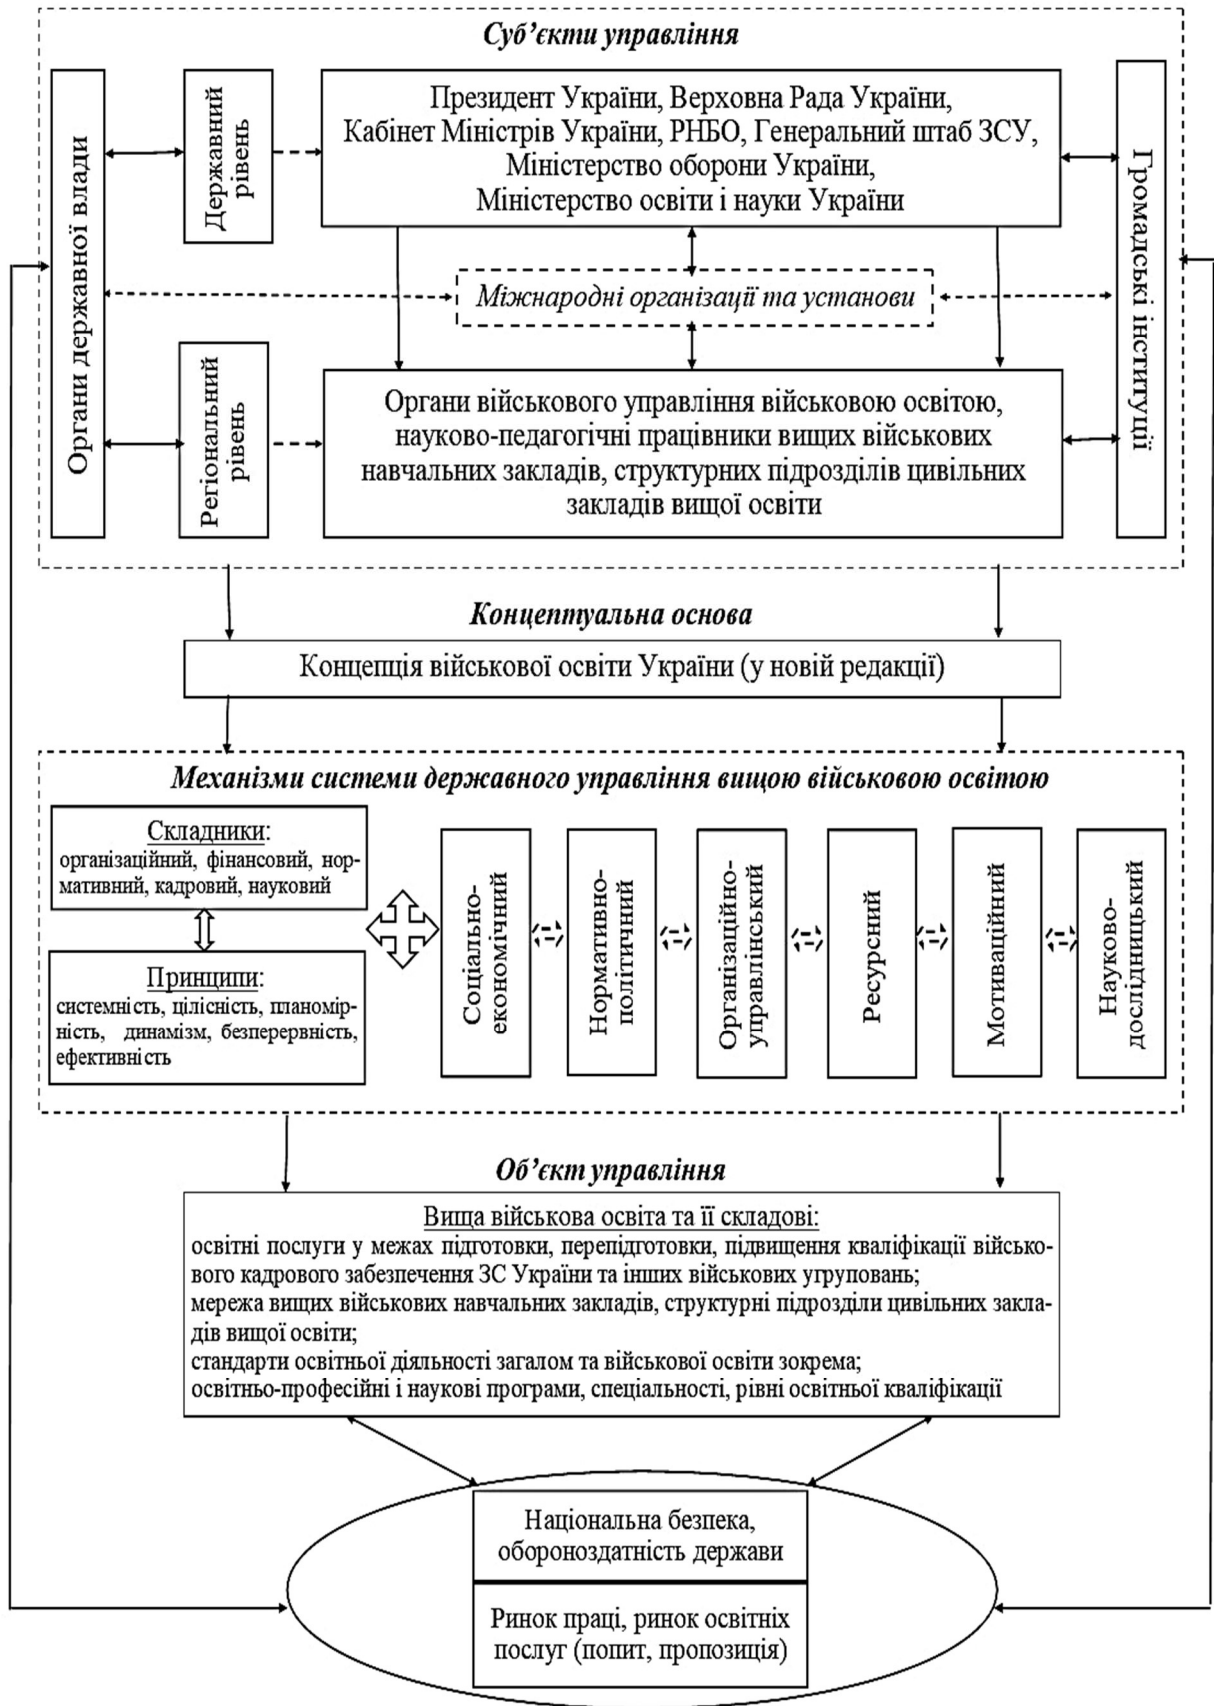 Суб’єкти управління
Органи державної влади
Державний
рівень
Президент України, Верховна Рада України,
Кабінет Міністрів України, РНБО, Генеральний штаб ЗСУ,
Міністерство оборони України,
Міністерство освіти і науки України
Громадські інституції
Міжнародні організації та установи
Регіональний
рівень
Органи військового управління військовою освітою,
науково-педагогічні працівники вищих військових
навчальних закладів, структурних підрозділів цивільних
закладів вищої освіти
Концептуальна основа
Концепція військової освіти України (у новій редакції)
Механізми системи державного управління вищою військовою освітою
Складники:
організаційний, фінансовий, нор-
мативний, кадровий, науковий
Принципи:
системність, цілісність, планомір-
ність, динамізм, безперервність,
ефективність
Соціально-
економічний
Нормативно-
політичний
Організаційно-
управлінський
Ресурсний
Мотиваційний
Науково-
дослідницький
Об’єкт управління
Вища військова освіта та її складові:
освітні послуги у межах підготовки, перепідготовки, підвищення кваліфікації військо-
вого кадрового забезпечення ЗС України та інших військових угруповань;
мережа вищих військових навчальних закладів, структурні підрозділи цивільних закла-
дів вищої освіти;
стандарти освітньої діяльності загалом та військової освіти зокрема;
освітньо-професійні і наукові програми, спеціальності, рівні освітньої кваліфікації
Національна безпека,
обороноздатність держави
Ринок праці, ринок освітніх
послуг (попит, пропозиція)